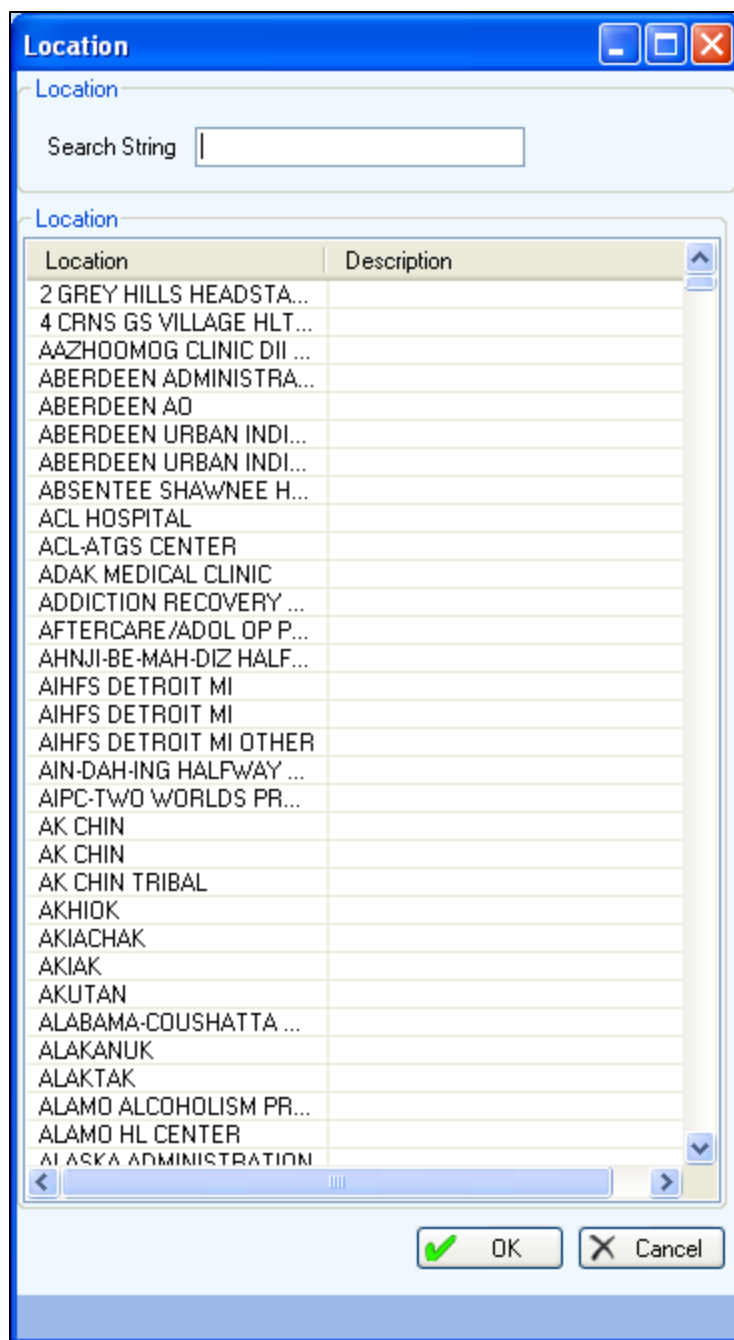 Location
Location
Search String
Location
Location Description
2 GREY HILLS HEADSTA...
4 CRNS GS VILLAGE HLT...
AAZHOOMOG CLINIC DII ...
ABERDEEN ADMINISTRA...
ABERDEEN AO
ABERDEEN URBAN INDI...
ABERDEEN URBAN INDI...
ABSENTEE SHAWNEE H...
ACL HOSPITAL
ACL-ATGS CENTER
ADAK MEDICAL CLINIC
ADDICTION RECOVERY ...
AFTERCARE/ADOL OP P...
AHNJI-BE-MAH-DIZ HALF...
AIHFS DETROIT MI
AIHFS DETROIT MI
AIHFS DETROIT MI OTHER
AIN-DAH-ING HALFWAY ...
AIPC-TWO WORLDS PR...
AK CHIN
AK CHIN
AK CHIN TRIBAL
AKHIOK
AKIACHAK
AKIAK
AKUTAN
ALABAMA-COUSHATTA ...
ALAKANUK
ALAKTAK
ALAMO ALCOHOLISM PR...
ALAMO HL CENTER
ALASKA ADMINISTRATION
OK Cancel